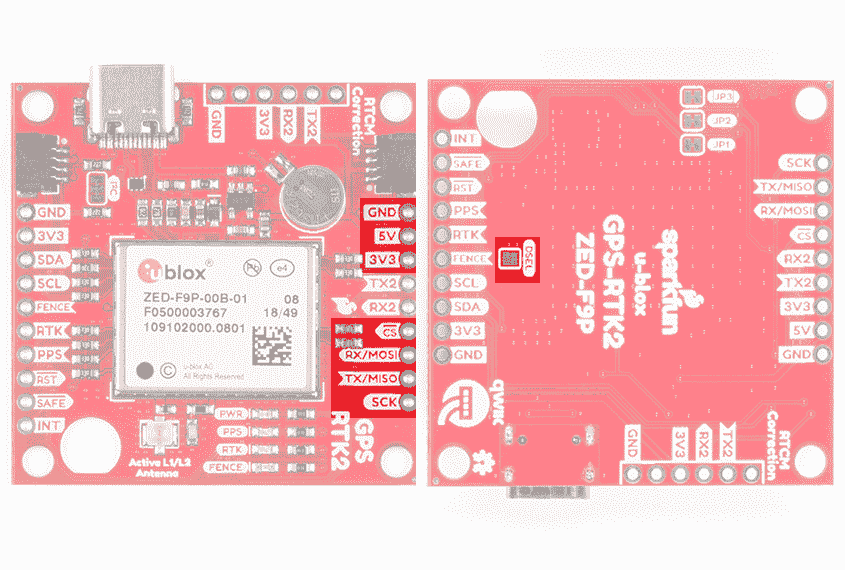 GND
3V3
RX2
TX2
RTCM
Correction
GND
3V3
SDA
SCL
FENCE
RTK
PPS
RST
SAFE
INT
ublox®
Pb
e4
ZED-F9P-00B-01 08
F0500003767 18/49
109102000.0801
© u-blox AG
All Rights Reserved
GND
5V
3V3
TX2
RX2
CS
RX/MOSI
TX/MISO
SCK
PWR
PPS
RTK
FENCE
GPS
RTK2
Active L1/L2
Antenna
JP3
JP2
JP1
INT
SAFE
RST
PPS
RTK
FENCE
SCL
SDA
3V3
GND
DSEL
GPS-RTK2
ZED-F9P
sparkfun
u-blox
SCK
TX/MISO
RX/MOSI
CS
RX2
TX2
3V3
5V
GND
qwiic
GND
3V3
RX2
TX2
RTCM
Correction